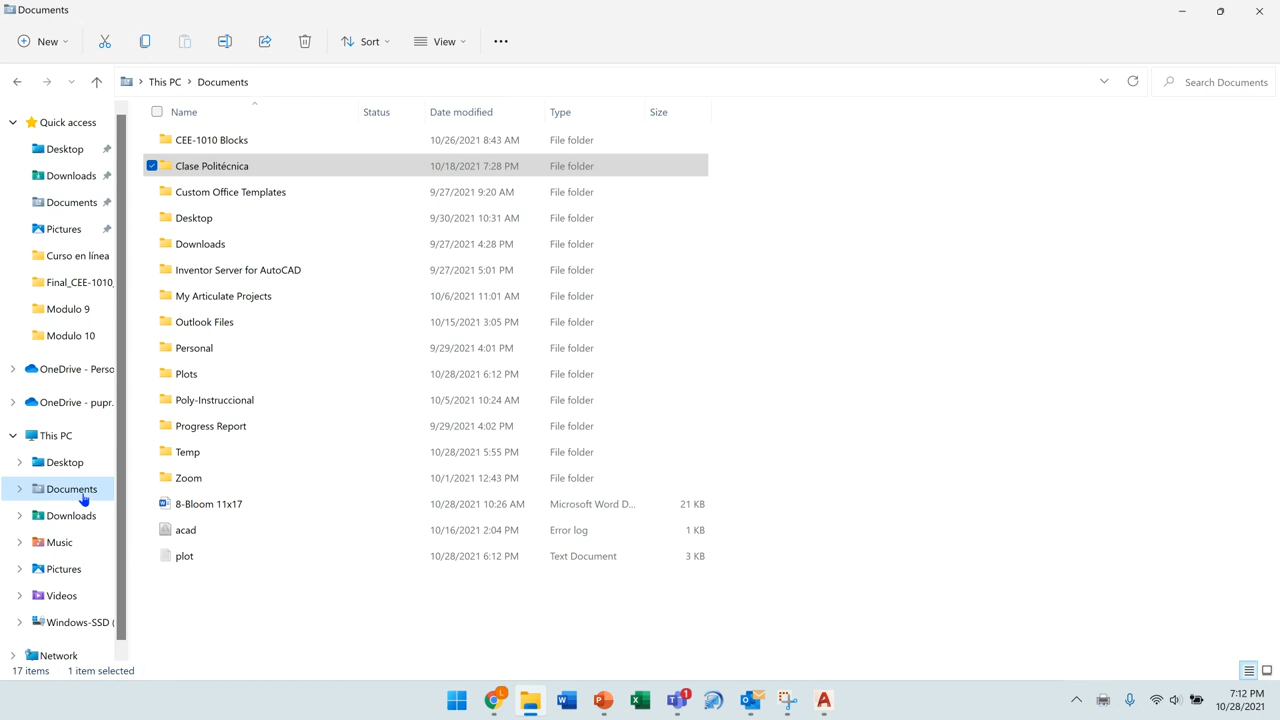 Documents
New Sort View
This PC > Documents Search Documents
Name Status Date modified Type Size
Quick access
Desktop
Downloads
Documents
Pictures
Curso en línea
Final_CEE-1010_
Modulo 9
Modulo 10
OneDrive - Perso
OneDrive - pupr.
This PC
Desktop
Documents
Downloads
Music
Pictures
Videos
Windows-SSD (
Network
CEE-1010 Blocks 10/26/2021 8:43 AM File folder
Clase Politécnica 10/18/2021 7:28 PM File folder
Custom Office Templates 9/27/2021 9:20 AM File folder
Desktop 9/30/2021 10:31 AM File folder
Downloads 9/27/2021 4:28 PM File folder
Inventor Server for AutoCAD 9/27/2021 5:01 PM File folder
My Articulate Projects 10/6/2021 11:01 AM File folder
Outlook Files 10/15/2021 3:05 PM File folder
Personal 9/29/2021 4:01 PM File folder
Plots 10/28/2021 6:12 PM File folder
Poly-Instruccional 10/5/2021 10:24 AM File folder
Progress Report 9/29/2021 4:02 PM File folder
Temp 10/28/2021 5:55 PM File folder
Zoom 10/1/2021 12:43 PM File folder
8-Bloom 11x17 10/28/2021 10:26 AM Microsoft Word D... 21 KB
acad 10/16/2021 2:04 PM Error log 1 KB
plot 10/28/2021 6:12 PM Text Document 3 KB
17 items 1 item selected
7:12 PM
10/28/2021